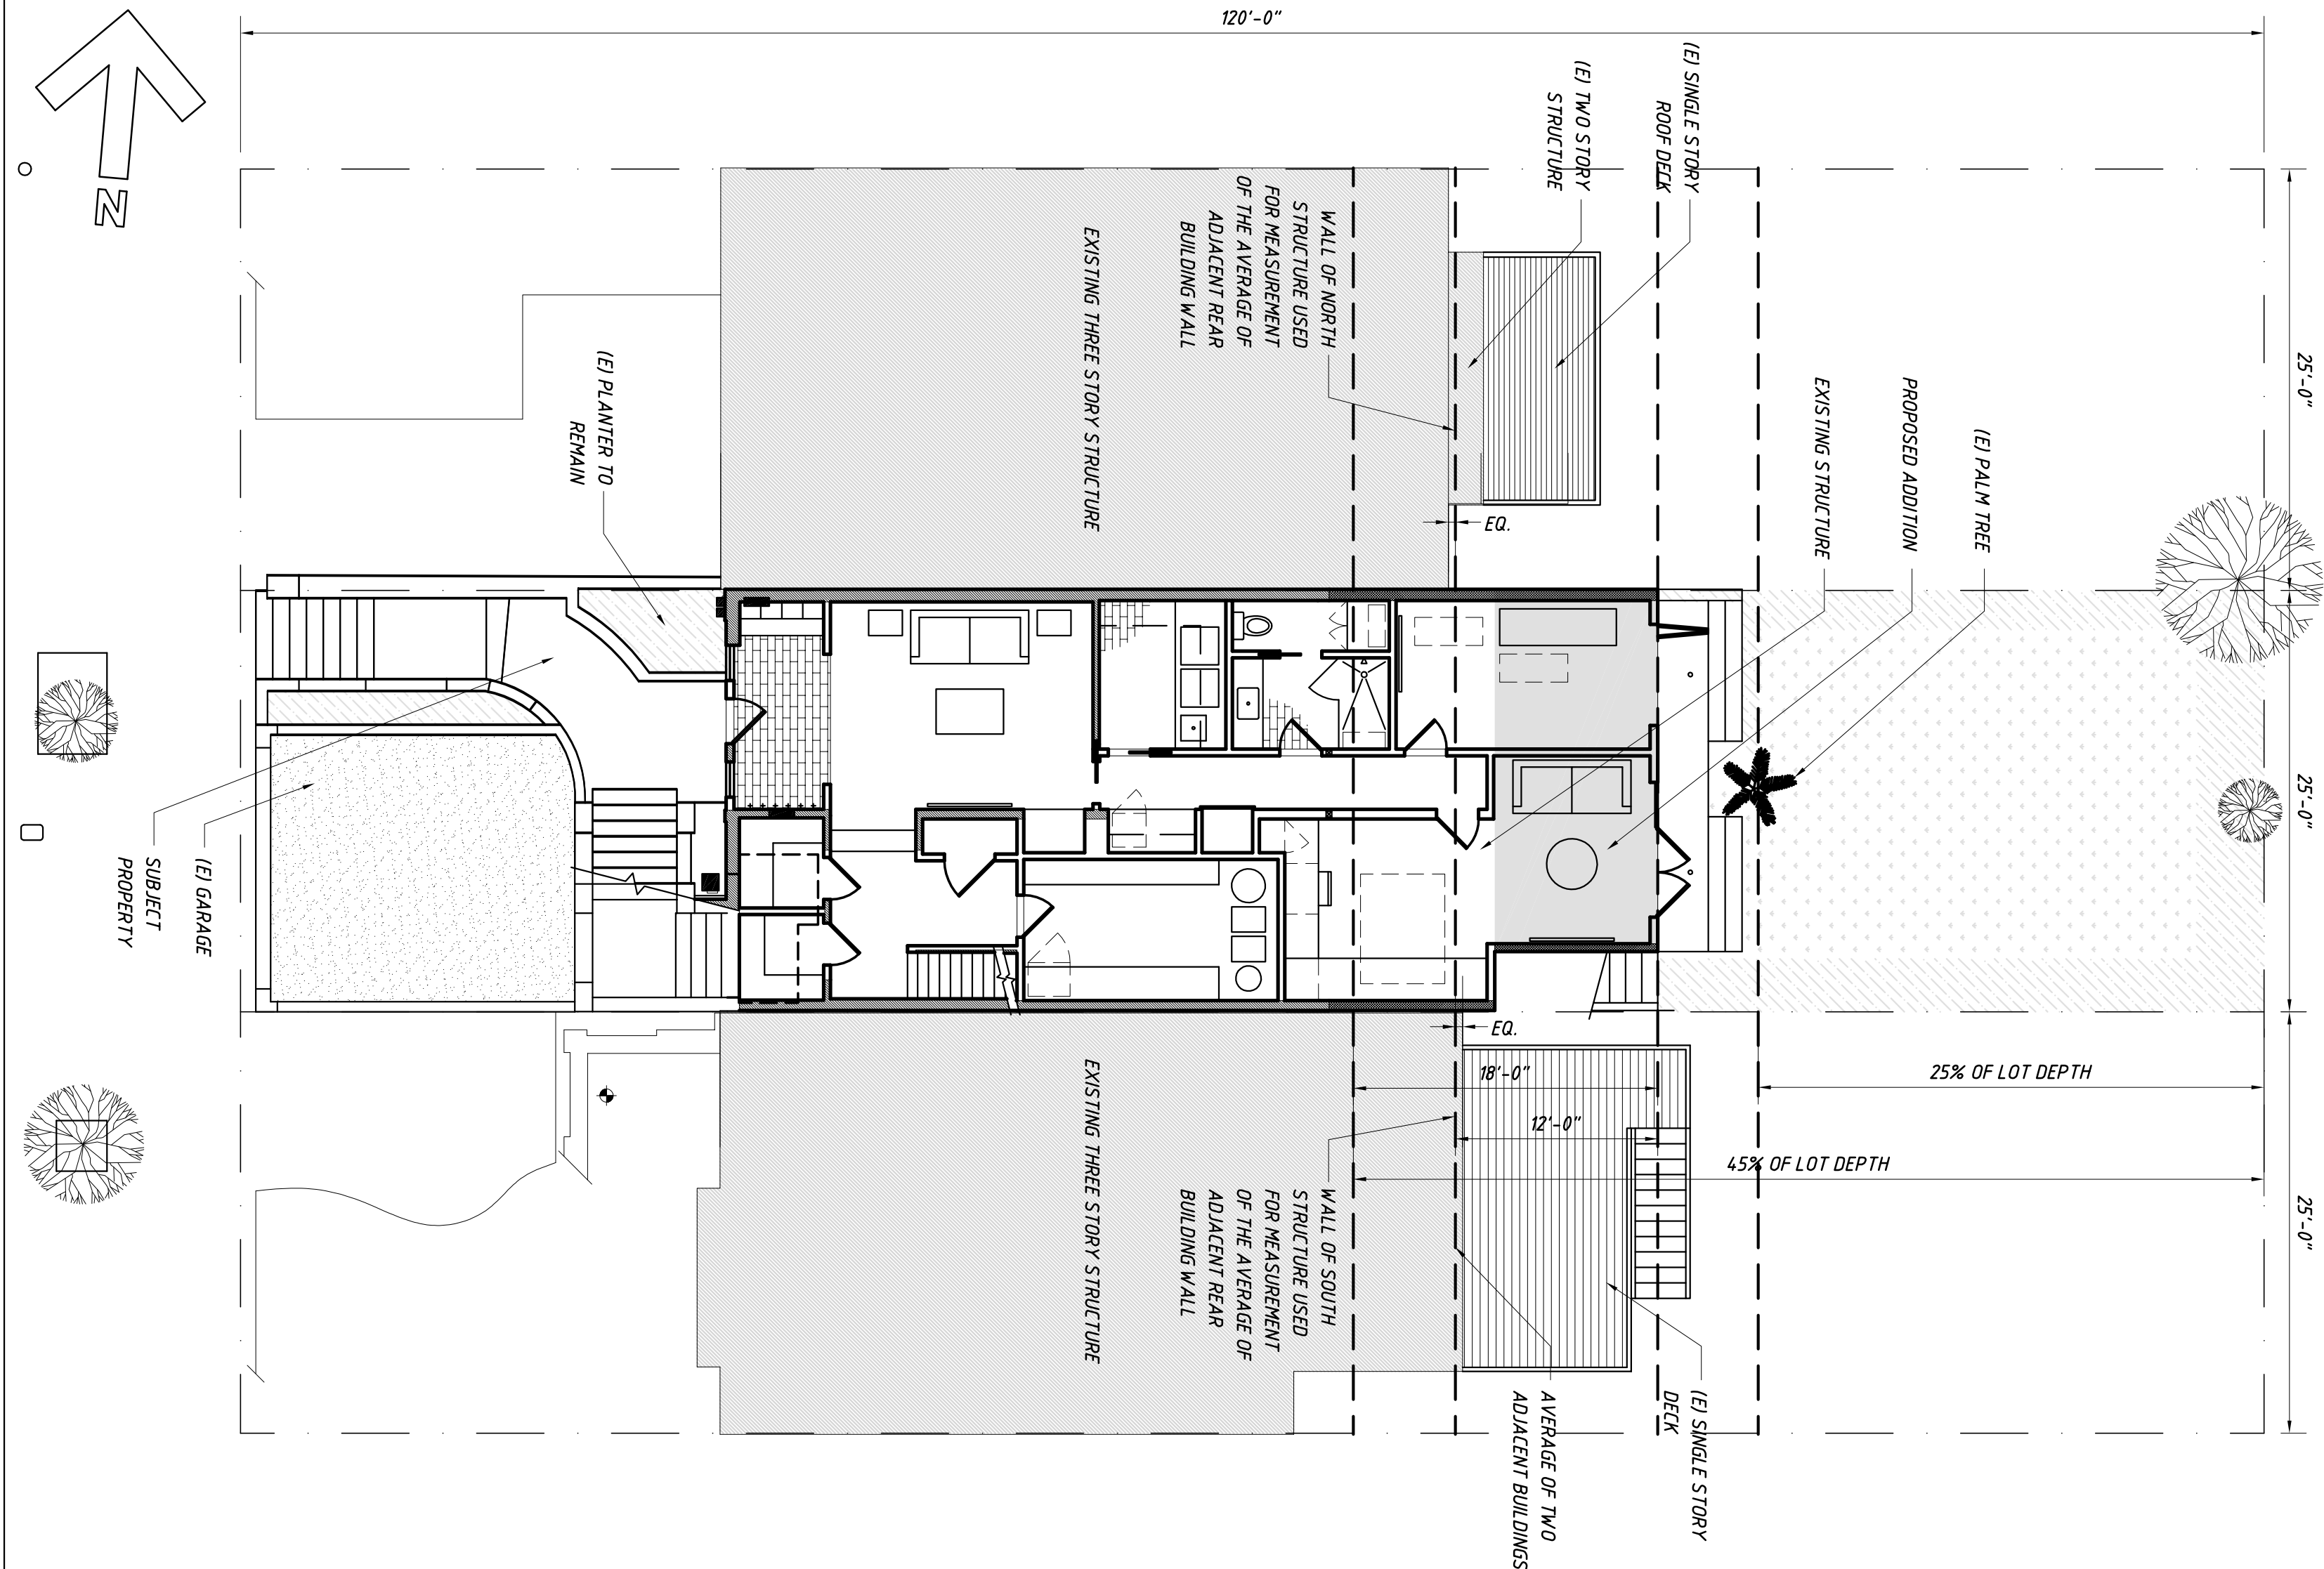 120'-0"
N
(E) SINGLE STORY
ROOF DECK
(E) TWO STORY
STRUCTURE
WALL OF NORTH
STRUCTURE USED
FOR MEASUREMENT
OF THE AVERAGE OF
ADJACENT REAR
BUILDING WALL
EXISTING THREE STORY STRUCTURE
(E) PLANTER TO
REMAIN
EQ.
25'-0"
(E) PALM TREE
PROPOSED ADDITION
EXISTING STRUCTURE
25'-0"
(E) GARAGE
SUBJECT
PROPERTY
EQ.
18'-0"
12'-0"
25% OF LOT DEPTH
45% OF LOT DEPTH
25'-0"
EXISTING THREE STORY STRUCTURE
WALL OF SOUTH
STRUCTURE USED
FOR MEASUREMENT
OF THE AVERAGE OF
ADJACENT REAR
BUILDING WALL
(E) SINGLE STORY
DECK
AVERAGE OF TWO
ADJACENT BUILDINGS